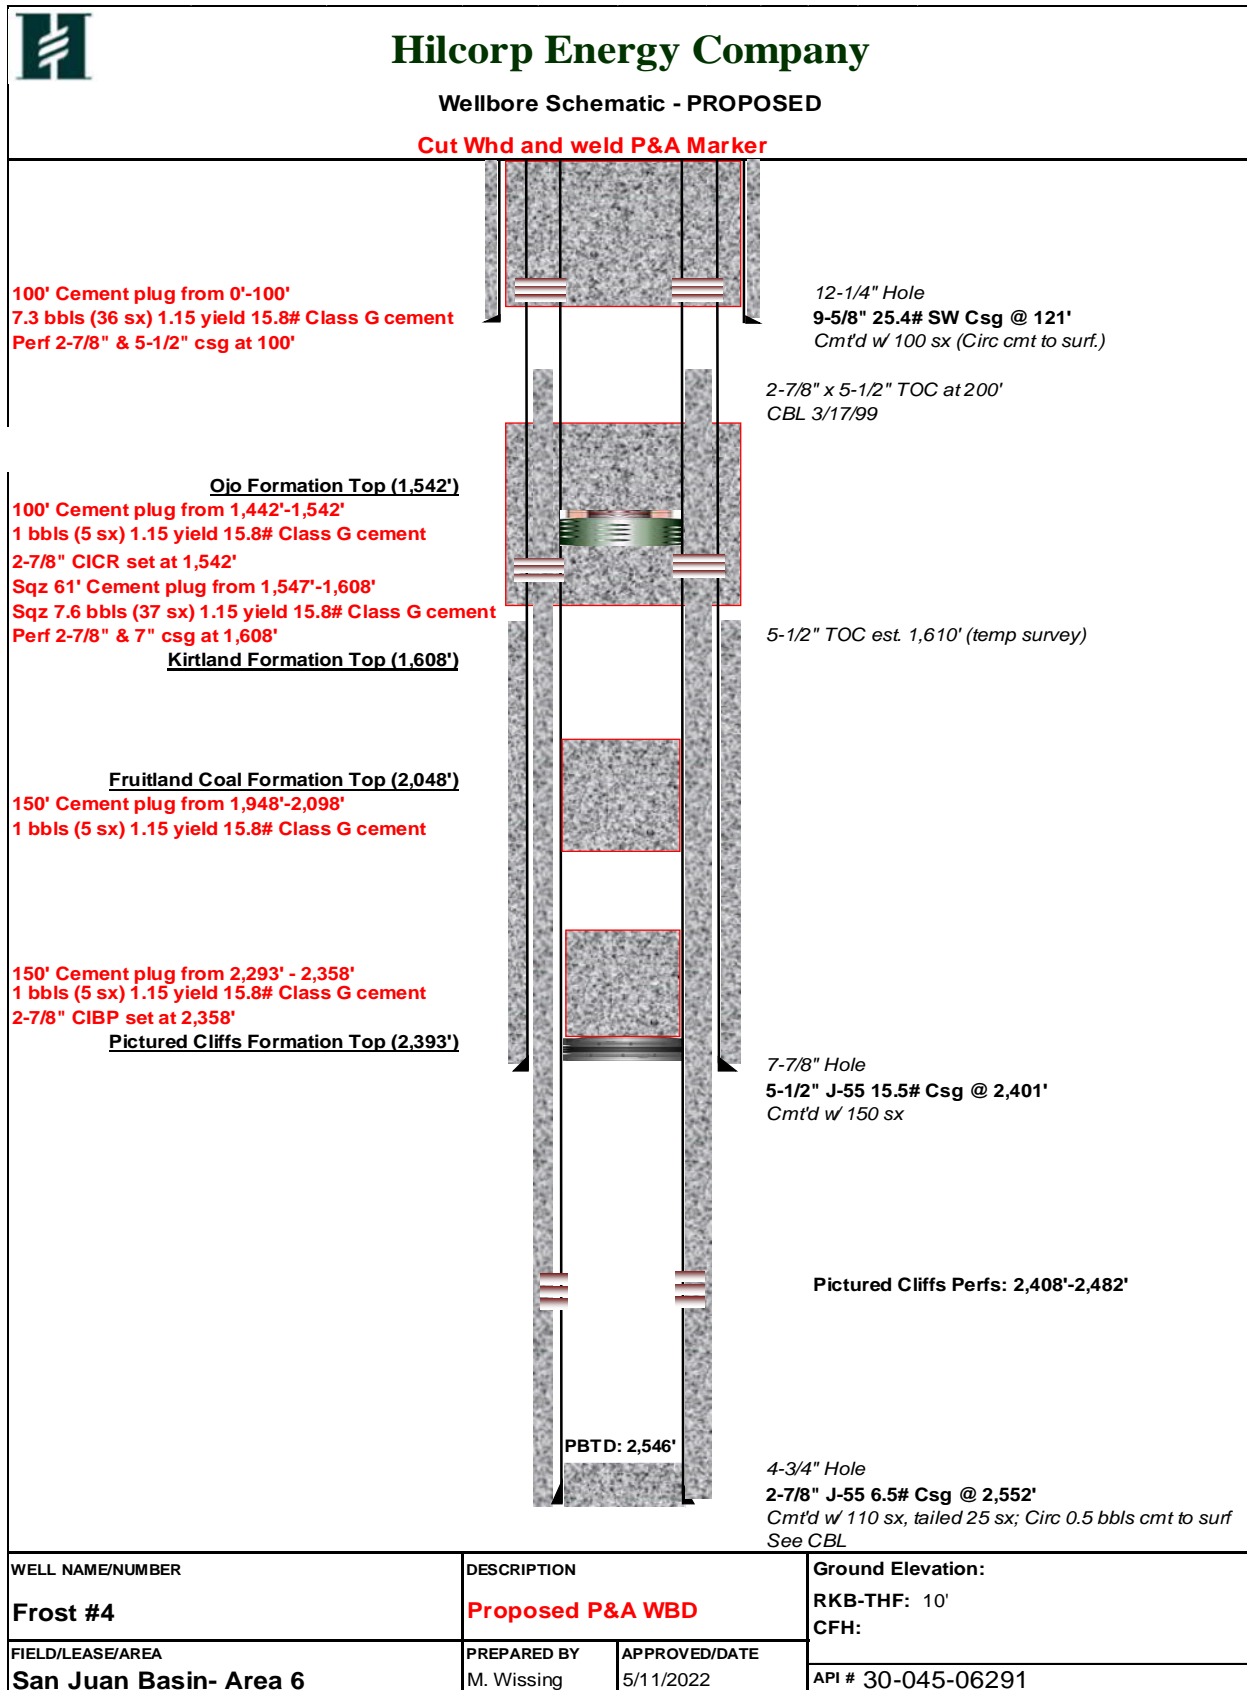 Hilcorp Energy Company
Wellbore Schematic - PROPOSED
Cut Whd and weld P&A Marker
100' Cement plug from 0'-100'
7.3 bbls (36 sx) 1.15 yield 15.8# Class G cement
Perf 2-7/8" & 5-1/2" csg at 100'
12-1/4" Hole
9-5/8" 25.4# SW Csg @ 121'
Cmt'd w/ 100 sx (Circ cmt to surf.)
2-7/8" x 5-1/2" TOC at 200'
CBL 3/17/99
Ojo Formation Top (1,542')
100' Cement plug from 1,442'-1,542'
1 bbls (5 sx) 1.15 yield 15.8# Class G cement
2-7/8" CICR set at 1,542'
Sqz 61' Cement plug from 1,547'-1,608'
Sqz 7.6 bbls (37 sx) 1.15 yield 15.8# Class G cement
Perf 2-7/8" & 7" csg at 1,608'
Kirtland Formation Top (1,608')
5-1/2" TOC est. 1,610' (temp survey)
Fruitland Coal Formation Top (2,048')
150' Cement plug from 1,948'-2,098'
1 bbls (5 sx) 1.15 yield 15.8# Class G cement
150' Cement plug from 2,293' - 2,358'
1 bbls (5 sx) 1.15 yield 15.8# Class G cement
2-7/8" CIBP set at 2,358'
Pictured Cliffs Formation Top (2,393')
7-7/8" Hole
5-1/2" J-55 15.5# Csg @ 2,401'
Cmt'd w/ 150 sx
Pictured Cliffs Perfs: 2,408'-2,482'
PBTD: 2,546'
4-3/4" Hole
2-7/8" J-55 6.5# Csg @ 2,552'
Cmt'd w/ 110 sx, tailed 25 sx; Circ 0.5 bbls cmt to surf
See CBL
WELL NAME/NUMBER
Frost #4
DESCRIPTION
Proposed P&A WBD
Ground Elevation:
RKB-THF: 10'
CFH:
FIELD/LEASE/AREA
San Juan Basin- Area 6
PREPARED BY
M. Wissing
APPROVED/DATE
5/11/2022
API # 30-045-06291